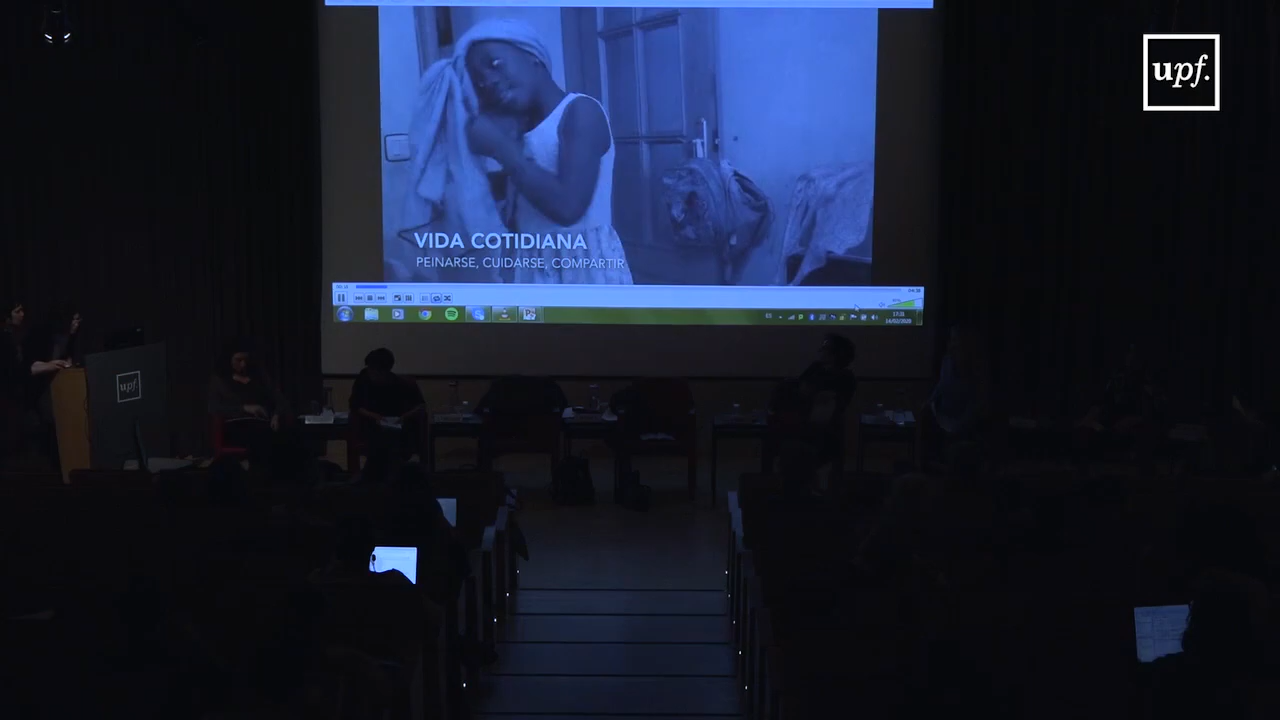 upf.
VIDA COTIDIANA
PEINARSE, CUIDARSE, COMPARTIR
upf.